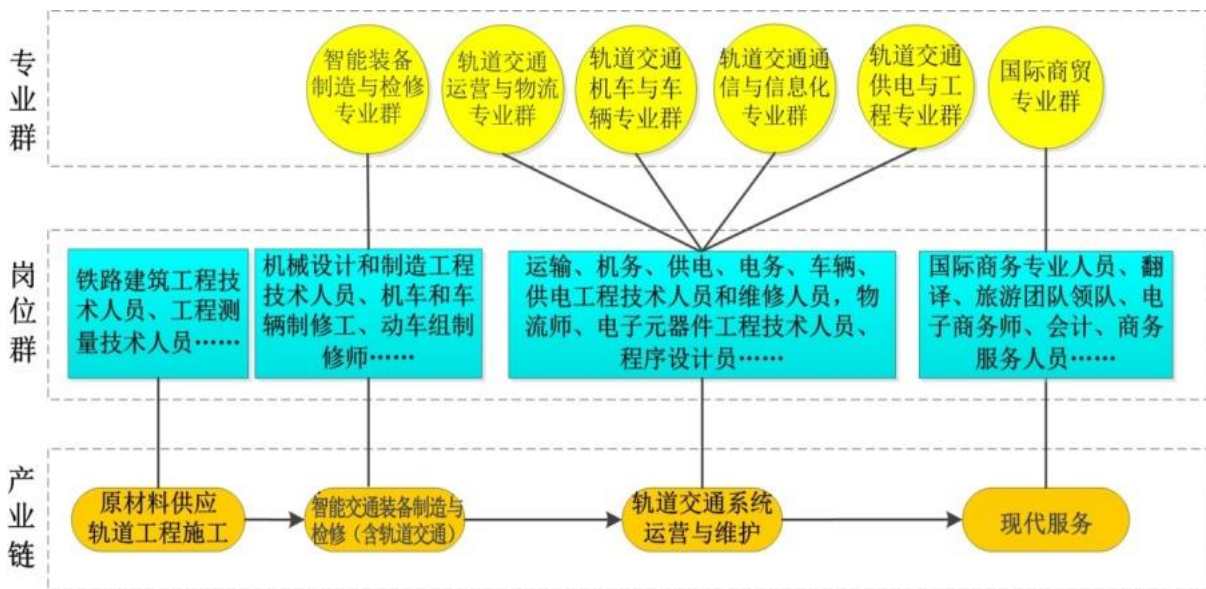 专业群
智能装备
制造与检修
专业群
轨道交通
运营与物流
专业群
轨道交通
机车与车
辆专业群
轨道交通通
信与信息化
专业群
轨道交通
供电与工
程专业群
国际商贸
专业群
岗位群
铁路建筑工程技
术人员、工程测
量技术人员……
机械设计和制造工程
技术人员、机车和车
辆制修工、动车组制
修师……
运输、机务、供电、电务、车辆、
供电工程技术人员和维修人员，物
流师、电子元器件工程技术人员、
程序设计员……
国际商务专业人员、翻
译、旅游团队领队、电
子商务师、会计、商务
服务人员……
产业链
原材料供应
轨道工程施工
智能交通装备制造与
检修（含轨道交通）
轨道交通系统
运营与维护
现代服务